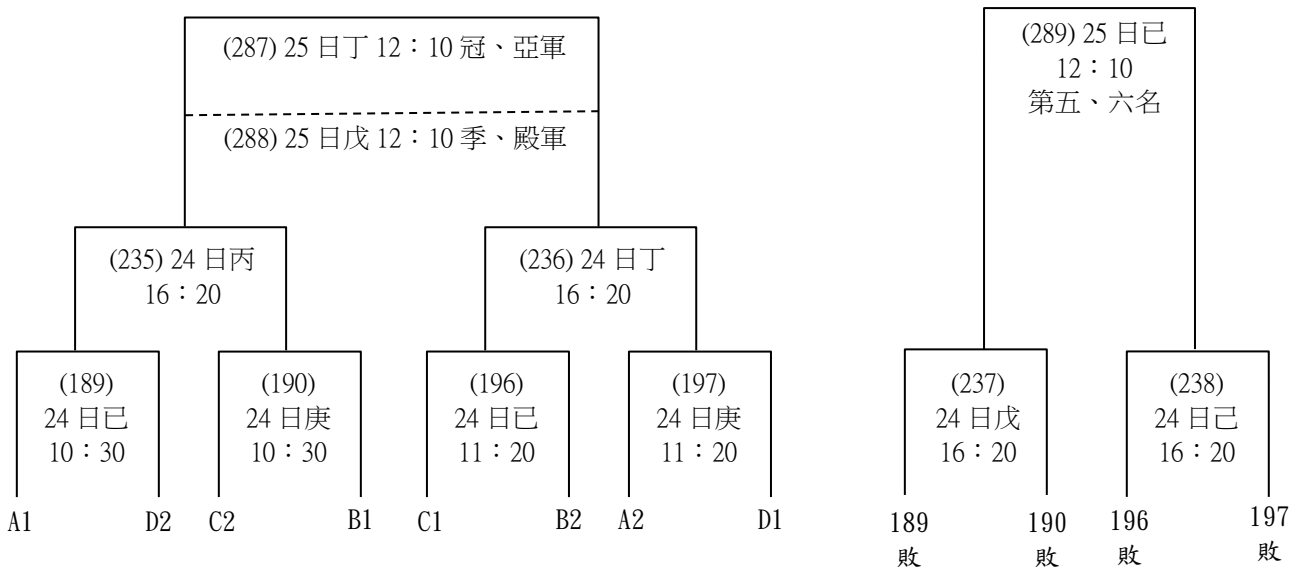 (287) 25 日丁 12：10 冠、亞軍
(288) 25 日戊 12：10 季、殿軍
(235) 24 日丙
16：20
(236) 24 日丁
16：20
(189)
24 日已
10：30
(190)
24 日庚
10：30
(196)
24 日已
11：20
(197)
24 日庚
11：20
A1
D2
C2
B1
C1
B2
A2
D1
(289) 25 日已
12：10
第五、六名
(237)
24 日戊
16：20
(238)
24 日己
16：20
189
敗
190
敗
196
敗
197
敗